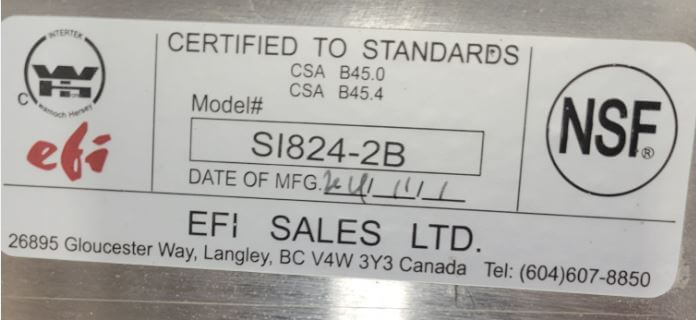 INTERTEK
WH
C
Warnock Hersey
efi
CERTIFIED TO STANDARDS
CSA B45.0
CSA B45.4
Model#
SI824-2B
DATE OF MFG.
NSF®
EFI SALES LTD.
26895 Gloucester Way, Langley, BC V4W 3Y3 Canada Tel: (604)607-8850